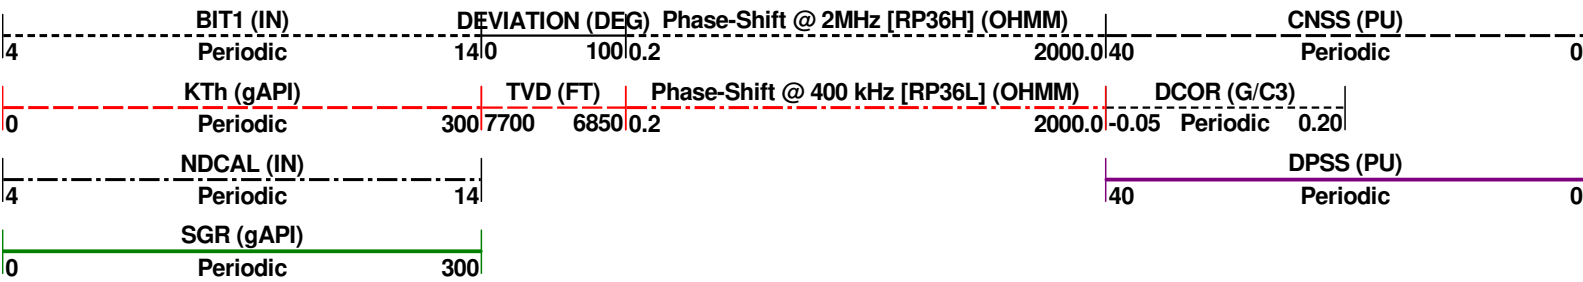 BIT1 (IN) DEVIATION (DEG) Phase-Shift @ 2MHz [RP36H] (OHMM) CNSS (PU)
4 Periodic 14 0 100 0.2 2000.0 40 Periodic 0
KTh (gAPI) TVD (FT) Phase-Shift @ 400 kHz [RP36L] (OHMM) DCOR (G/C3)
0 Periodic 300 7700 6850 0.2 2000.0 -0.05 Periodic 0.20
NDCAL (IN) DPSS (PU)
4 Periodic 14 40 Periodic 0
SGR (gAPI)
0 Periodic 300